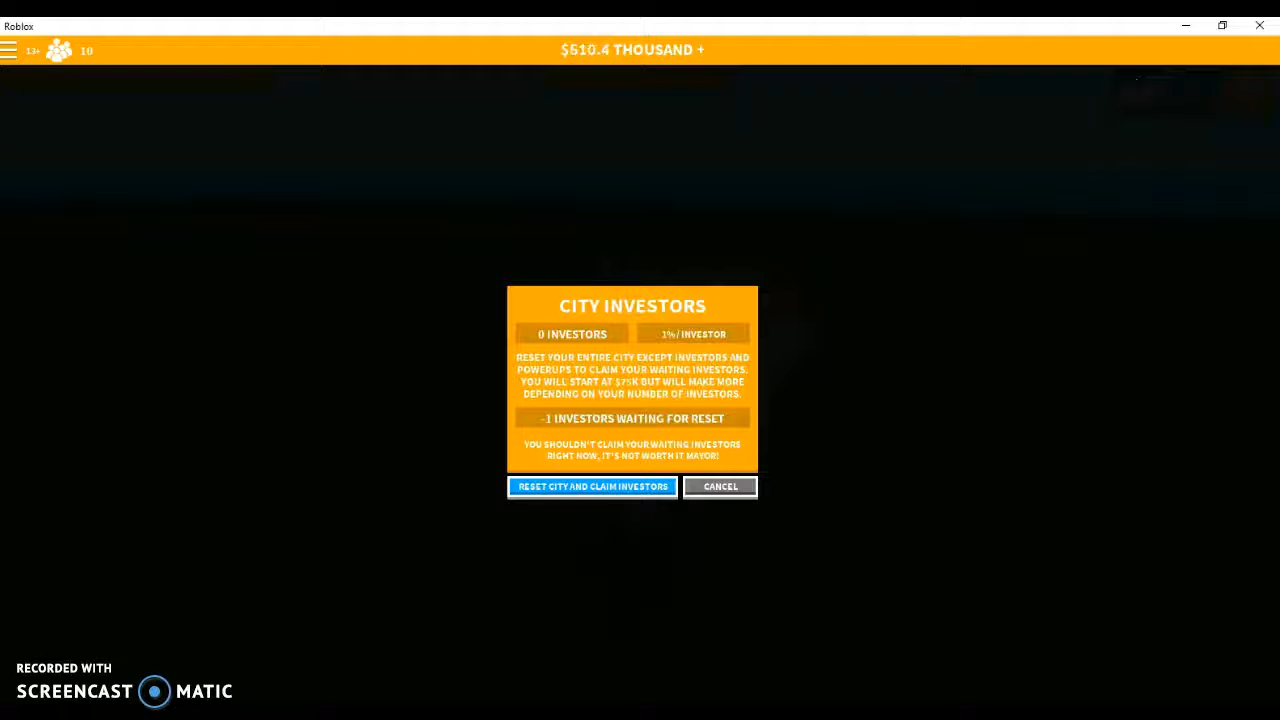 Roblox
13+ 10 $510.4 THOUSAND +
CITY INVESTORS
0 INVESTORS 1% / INVESTOR
RESET YOUR ENTIRE CITY EXCEPT INVESTORS AND
POWERUPS TO CLAIM YOUR WAITING INVESTORS.
YOU WILL START AT $75K BUT WILL MAKE MORE
DEPENDING ON YOUR NUMBER OF INVESTORS.
-1 INVESTORS WAITING FOR RESET
YOU SHOULDN'T CLAIM YOUR WAITING INVESTORS
RIGHT NOW, IT'S NOT WORTH IT MAYOR!
RESET CITY AND CLAIM INVESTORS CANCEL
RECORDED WITH
SCREENCAST MATIC